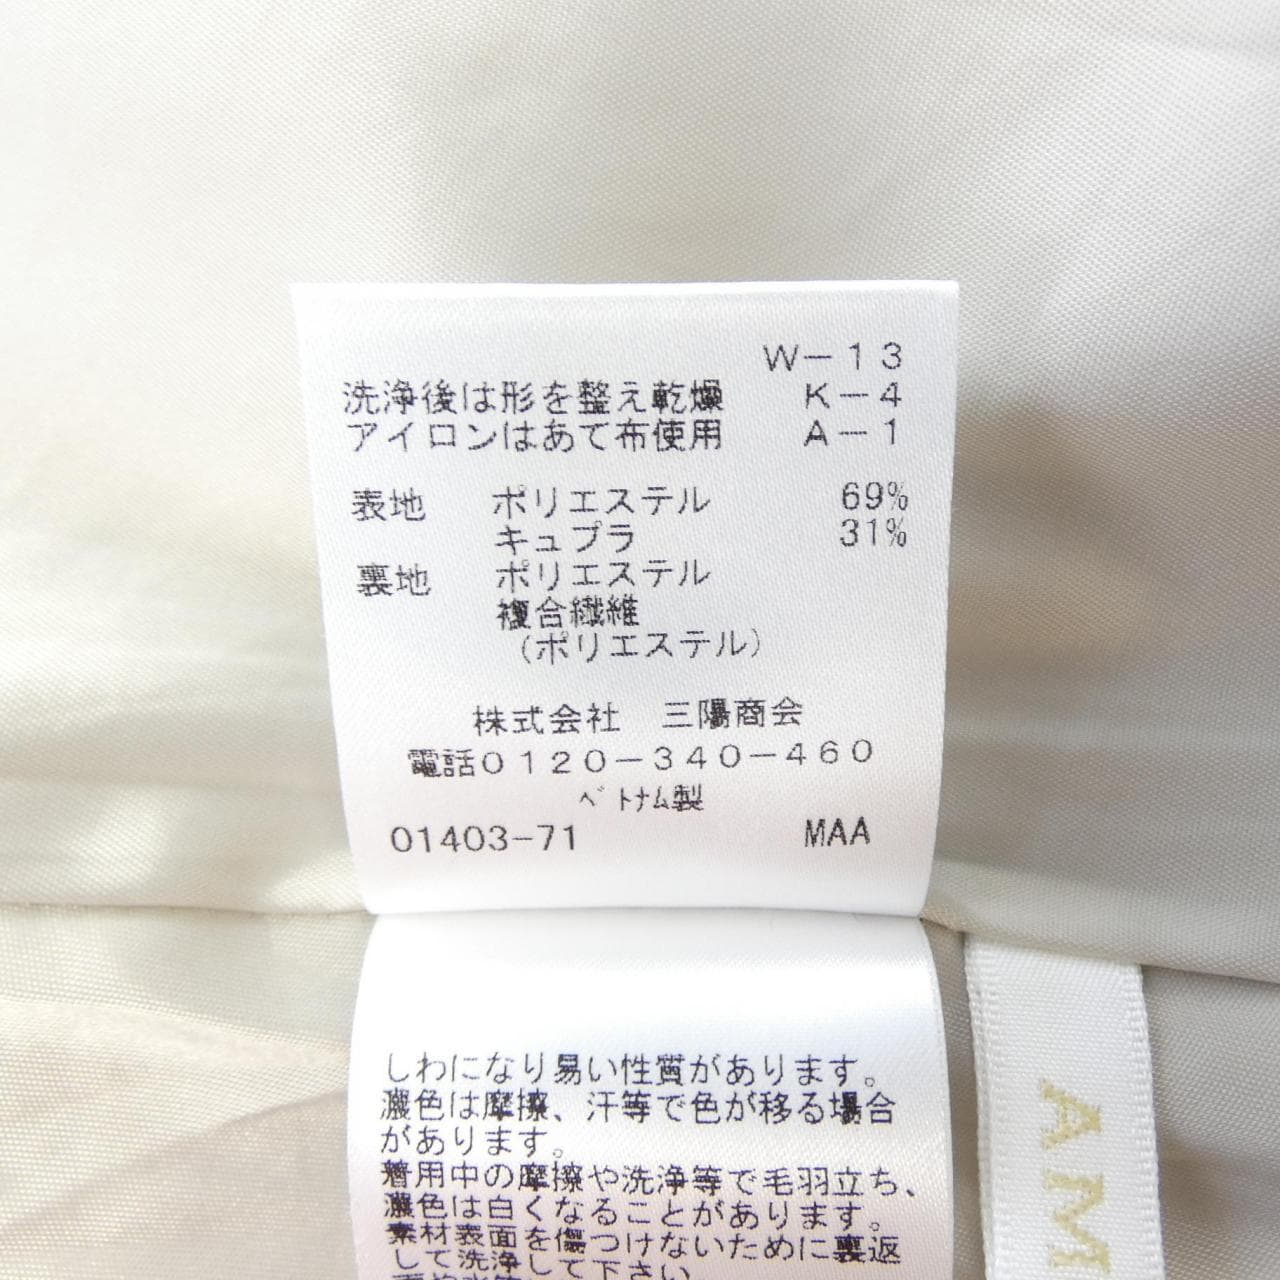 W－１３
洗浄後は形を整え乾燥 K－４
アイロンはあて布使用 A－１
表地 ポリエステル 69%
キュプラ 31%
裏地 ポリエステル
複合繊維
(ポリエステル)
株式会社 三陽商会
電話０１２０－３４０－４６０
ﾍﾞﾄﾅﾑ製
01403-71 MAA
しわになり易い性質があります。
濃色は摩擦、汗等で色が移る場合
があります。
着用中の摩擦や洗浄等で毛羽立ち、
濃色は白くなることがあります。
素材表面を傷つけないために裏返
して洗浄して下さい。
AM